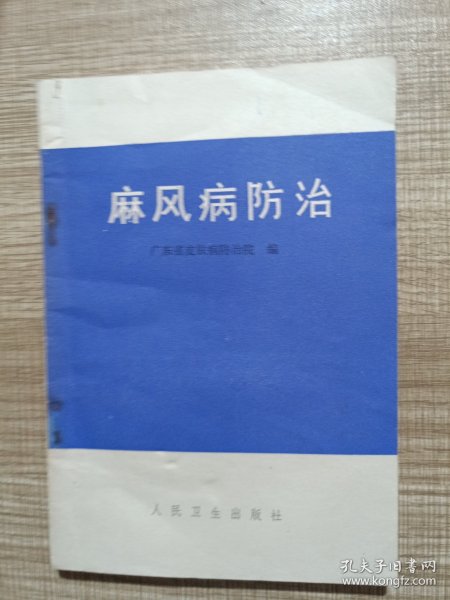 麻风病防治
广东省皮肤病防治院 编
人民卫生出版社
孔夫子旧书网
www.kongfz.com